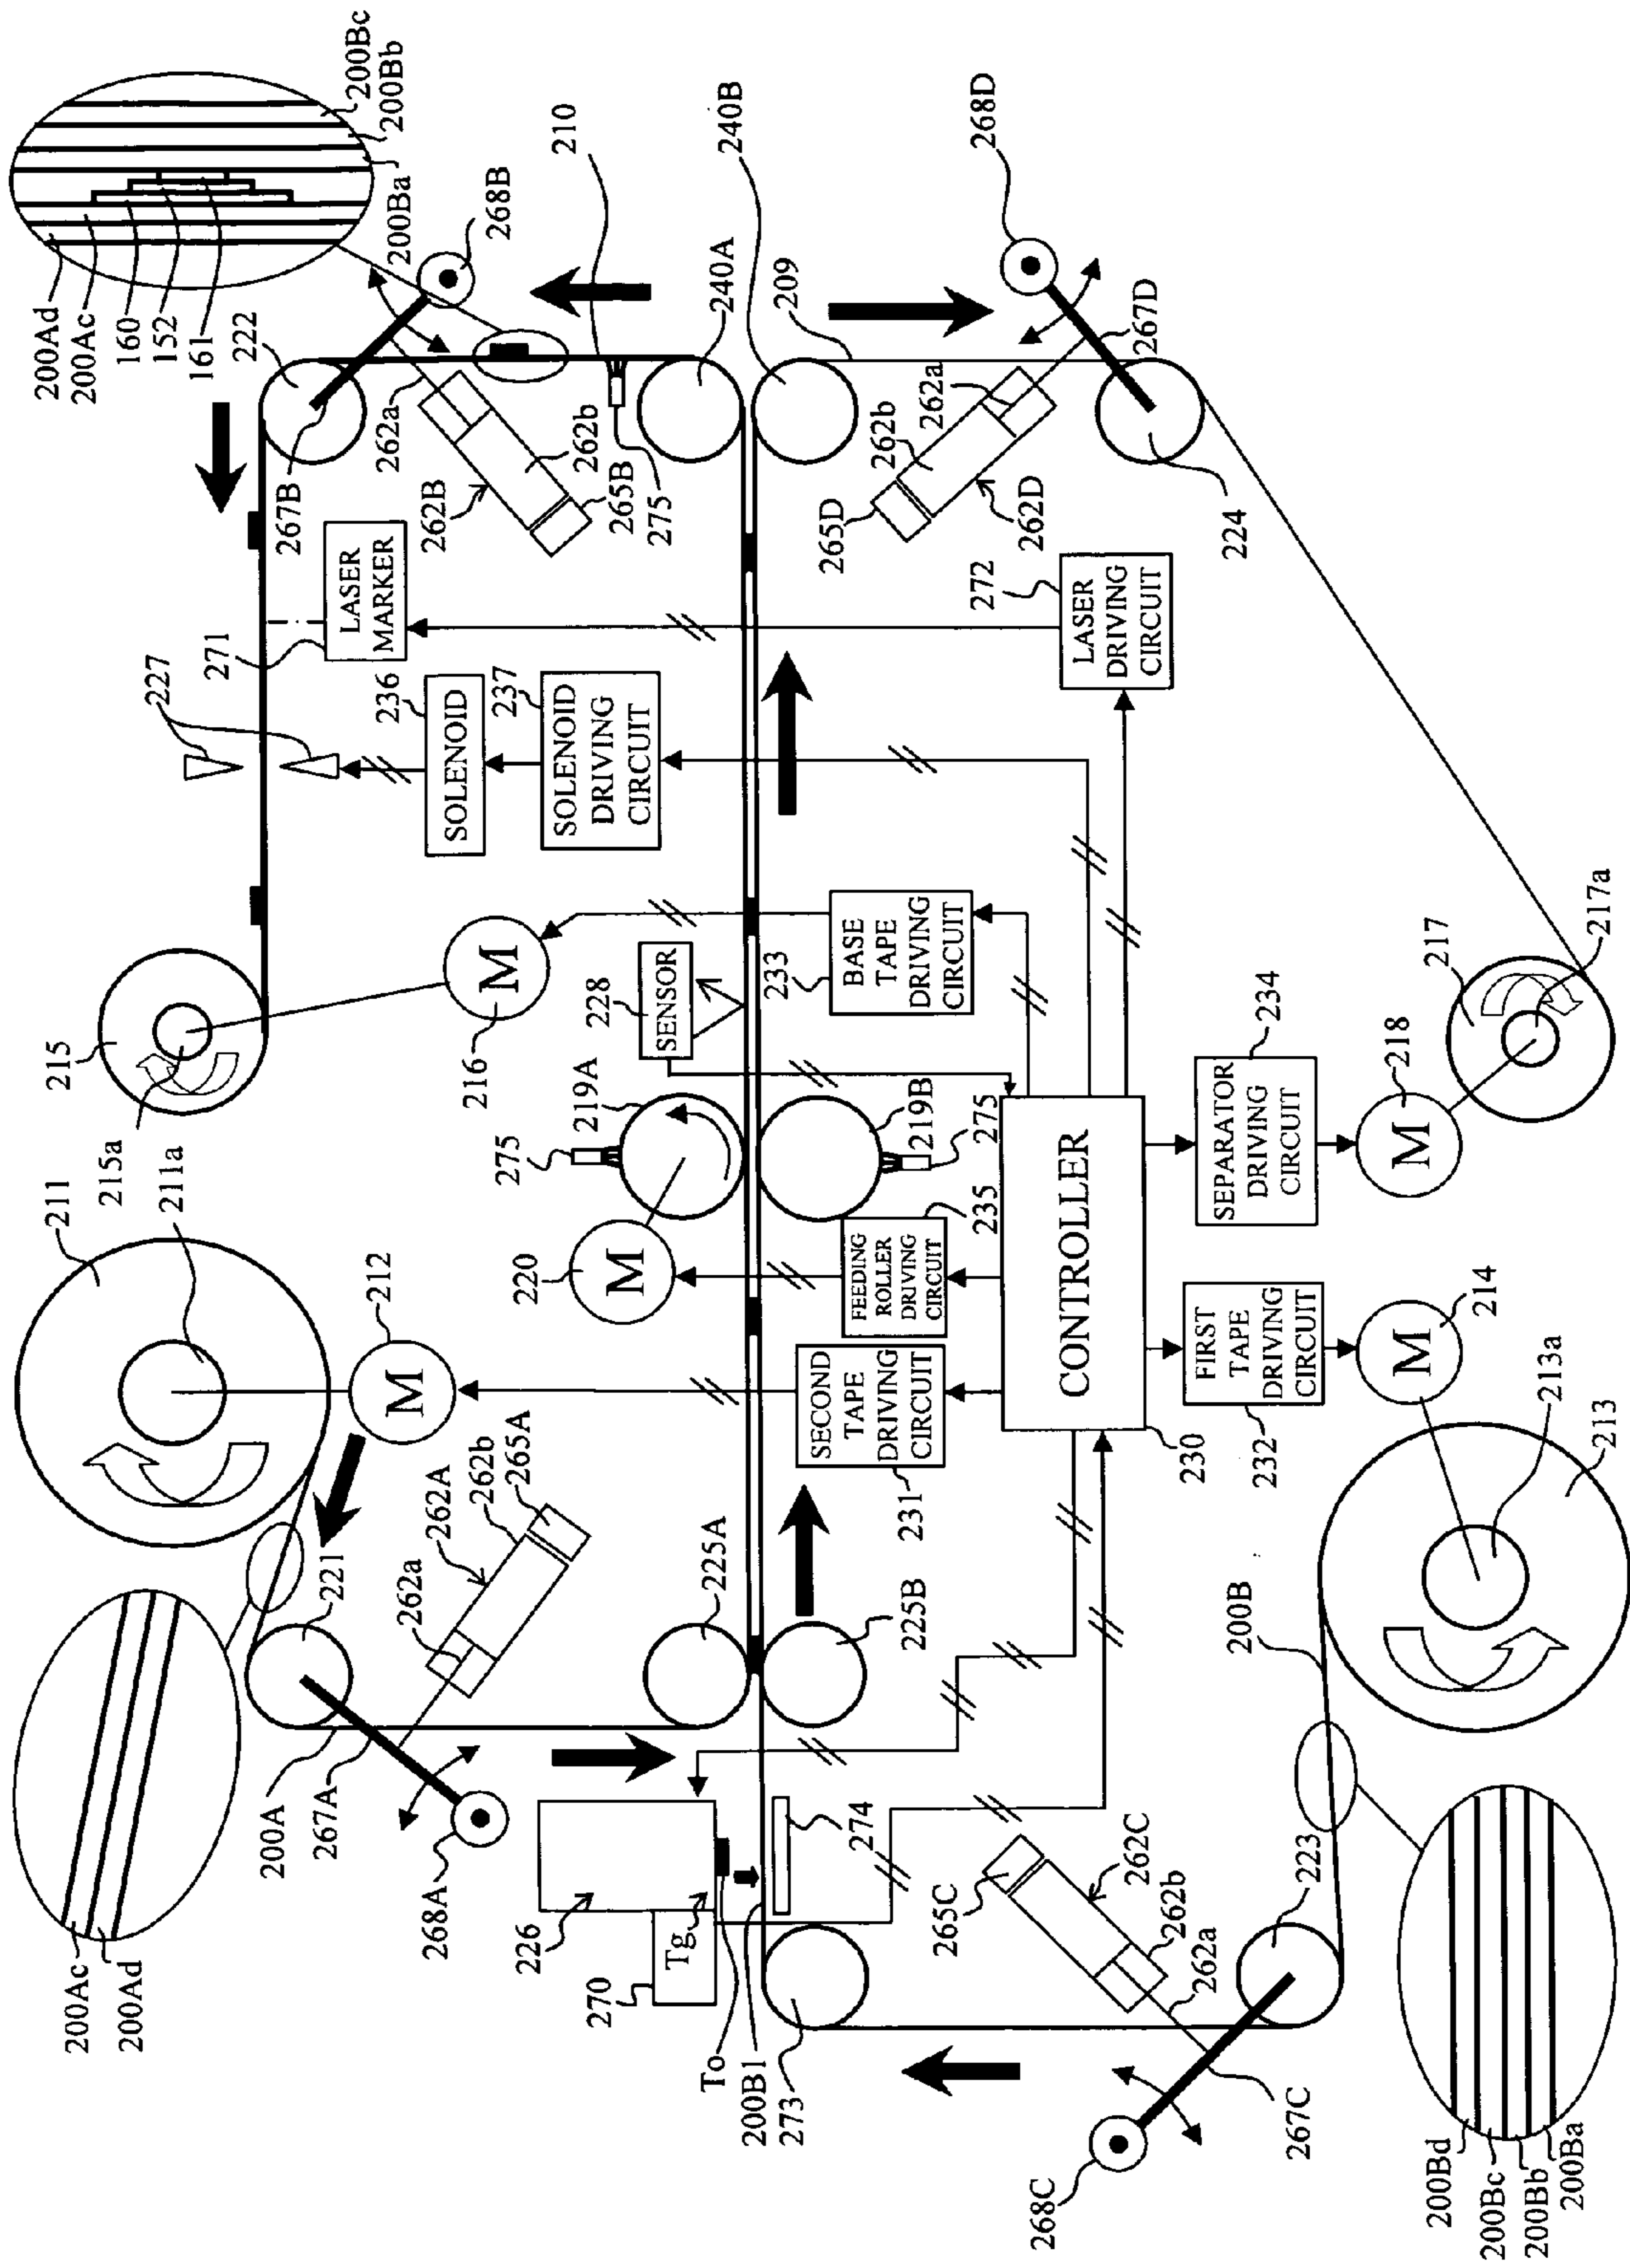 200Ac
200Ad
211
211a
215
215a
227
271
222
200Ad
200Ac
160
152
161
200Bc
200Bb
200Ba
268B
267B
262a
262b
262B
265B
275
210
240A
240B
221
200A
267A
268A
262a
262A
262b
265A
212
M
216
M
236
SOLENOID
237
SOLENOID
DRIVING
CIRCUIT
LASER
MARKER
226
270
Tg
To
200B1
273
274
225A
225B
220
M
275
219A
219B
275
228
SENSOR
233
BASE
TAPE
DRIVING
CIRCUIT
235
FEEDING
ROLLER
DRIVING
CIRCUIT
231
SECOND
TAPE
DRIVING
CIRCUIT
CONTROLLER
230
272
LASER
DRIVING
CIRCUIT
209
268D
267D
262a
262b
262D
265D
224
265C
262C
262b
262a
223
267C
268C
200B
232
FIRST
TAPE
DRIVING
CIRCUIT
234
SEPARATOR
DRIVING
CIRCUIT
214
M
218
M
213a
213
217
217a
200Bd
200Bc
200Bb
200Ba